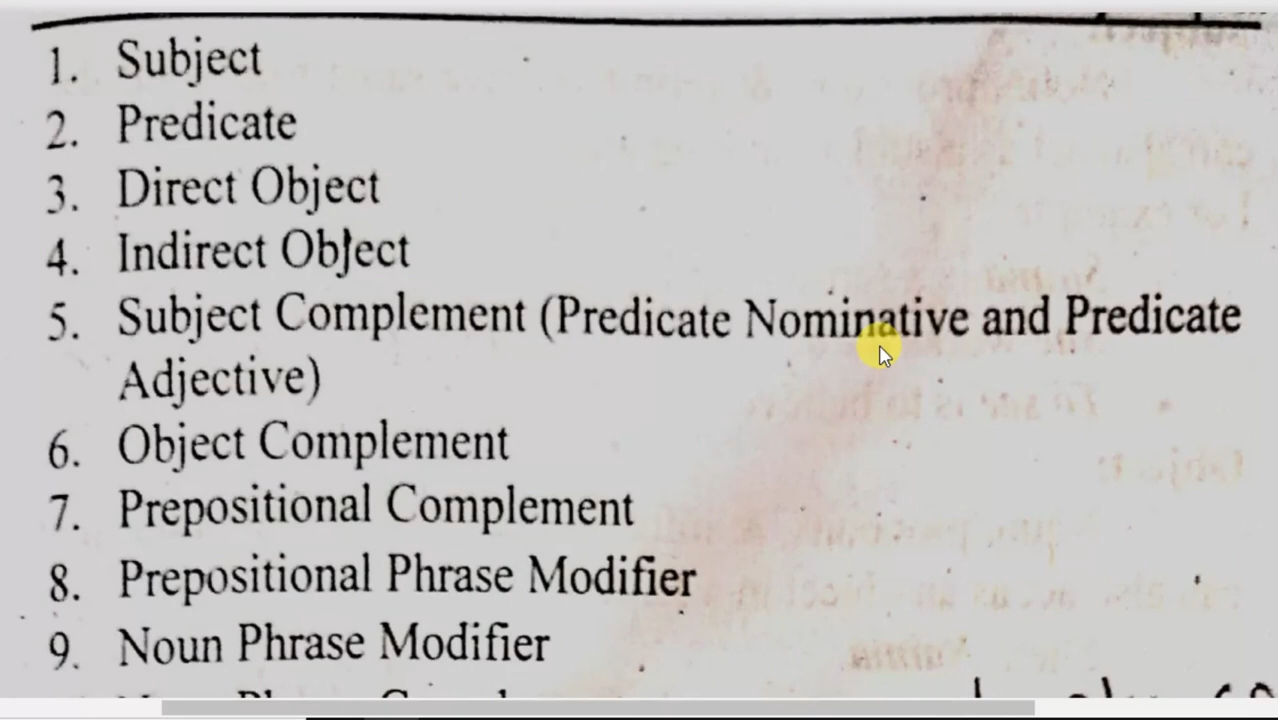 1. Subject
2. Predicate
3. Direct Object
4. Indirect Object
5. Subject Complement (Predicate Nominative and Predicate
Adjective)
6. Object Complement
7. Prepositional Complement
8. Prepositional Phrase Modifier
9. Noun Phrase Modifier